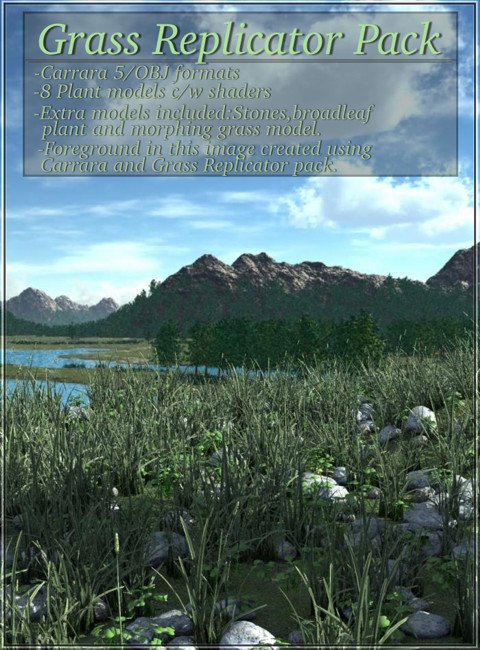 Grass Replicator Pack
-Carrara 5/OBJ formats
-8 Plant models c/w shaders
-Extra models included:Stones,broadleaf
plant and morphing grass model.
-Foreground in this image created using
Carrara and Grass Replicator pack.